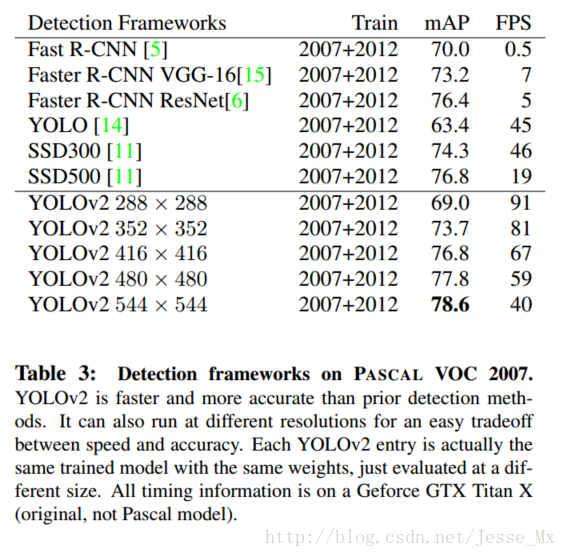 Detection Frameworks Train mAP FPS
Fast R-CNN [5] 2007+2012 70.0 0.5
Faster R-CNN VGG-16[15] 2007+2012 73.2 7
Faster R-CNN ResNet[6] 2007+2012 76.4 5
YOLO [14] 2007+2012 63.4 45
SSD300 [11] 2007+2012 74.3 46
SSD500 [11] 2007+2012 76.8 19
YOLOv2 288 × 288 2007+2012 69.0 91
YOLOv2 352 × 352 2007+2012 73.7 81
YOLOv2 416 × 416 2007+2012 76.8 67
YOLOv2 480 × 480 2007+2012 77.8 59
YOLOv2 544 × 544 2007+2012 78.6 40
Table 3: Detection frameworks on PASCAL VOC 2007.
YOLOv2 is faster and more accurate than prior detection meth-
ods. It can also run at different resolutions for an easy tradeoff
between speed and accuracy. Each YOLOv2 entry is actually the
same trained model with the same weights, just evaluated at a dif-
ferent size. All timing information is on a Geforce GTX Titan X
(original, not Pascal model).
http://blog.csdn.net/Jesse_Mx